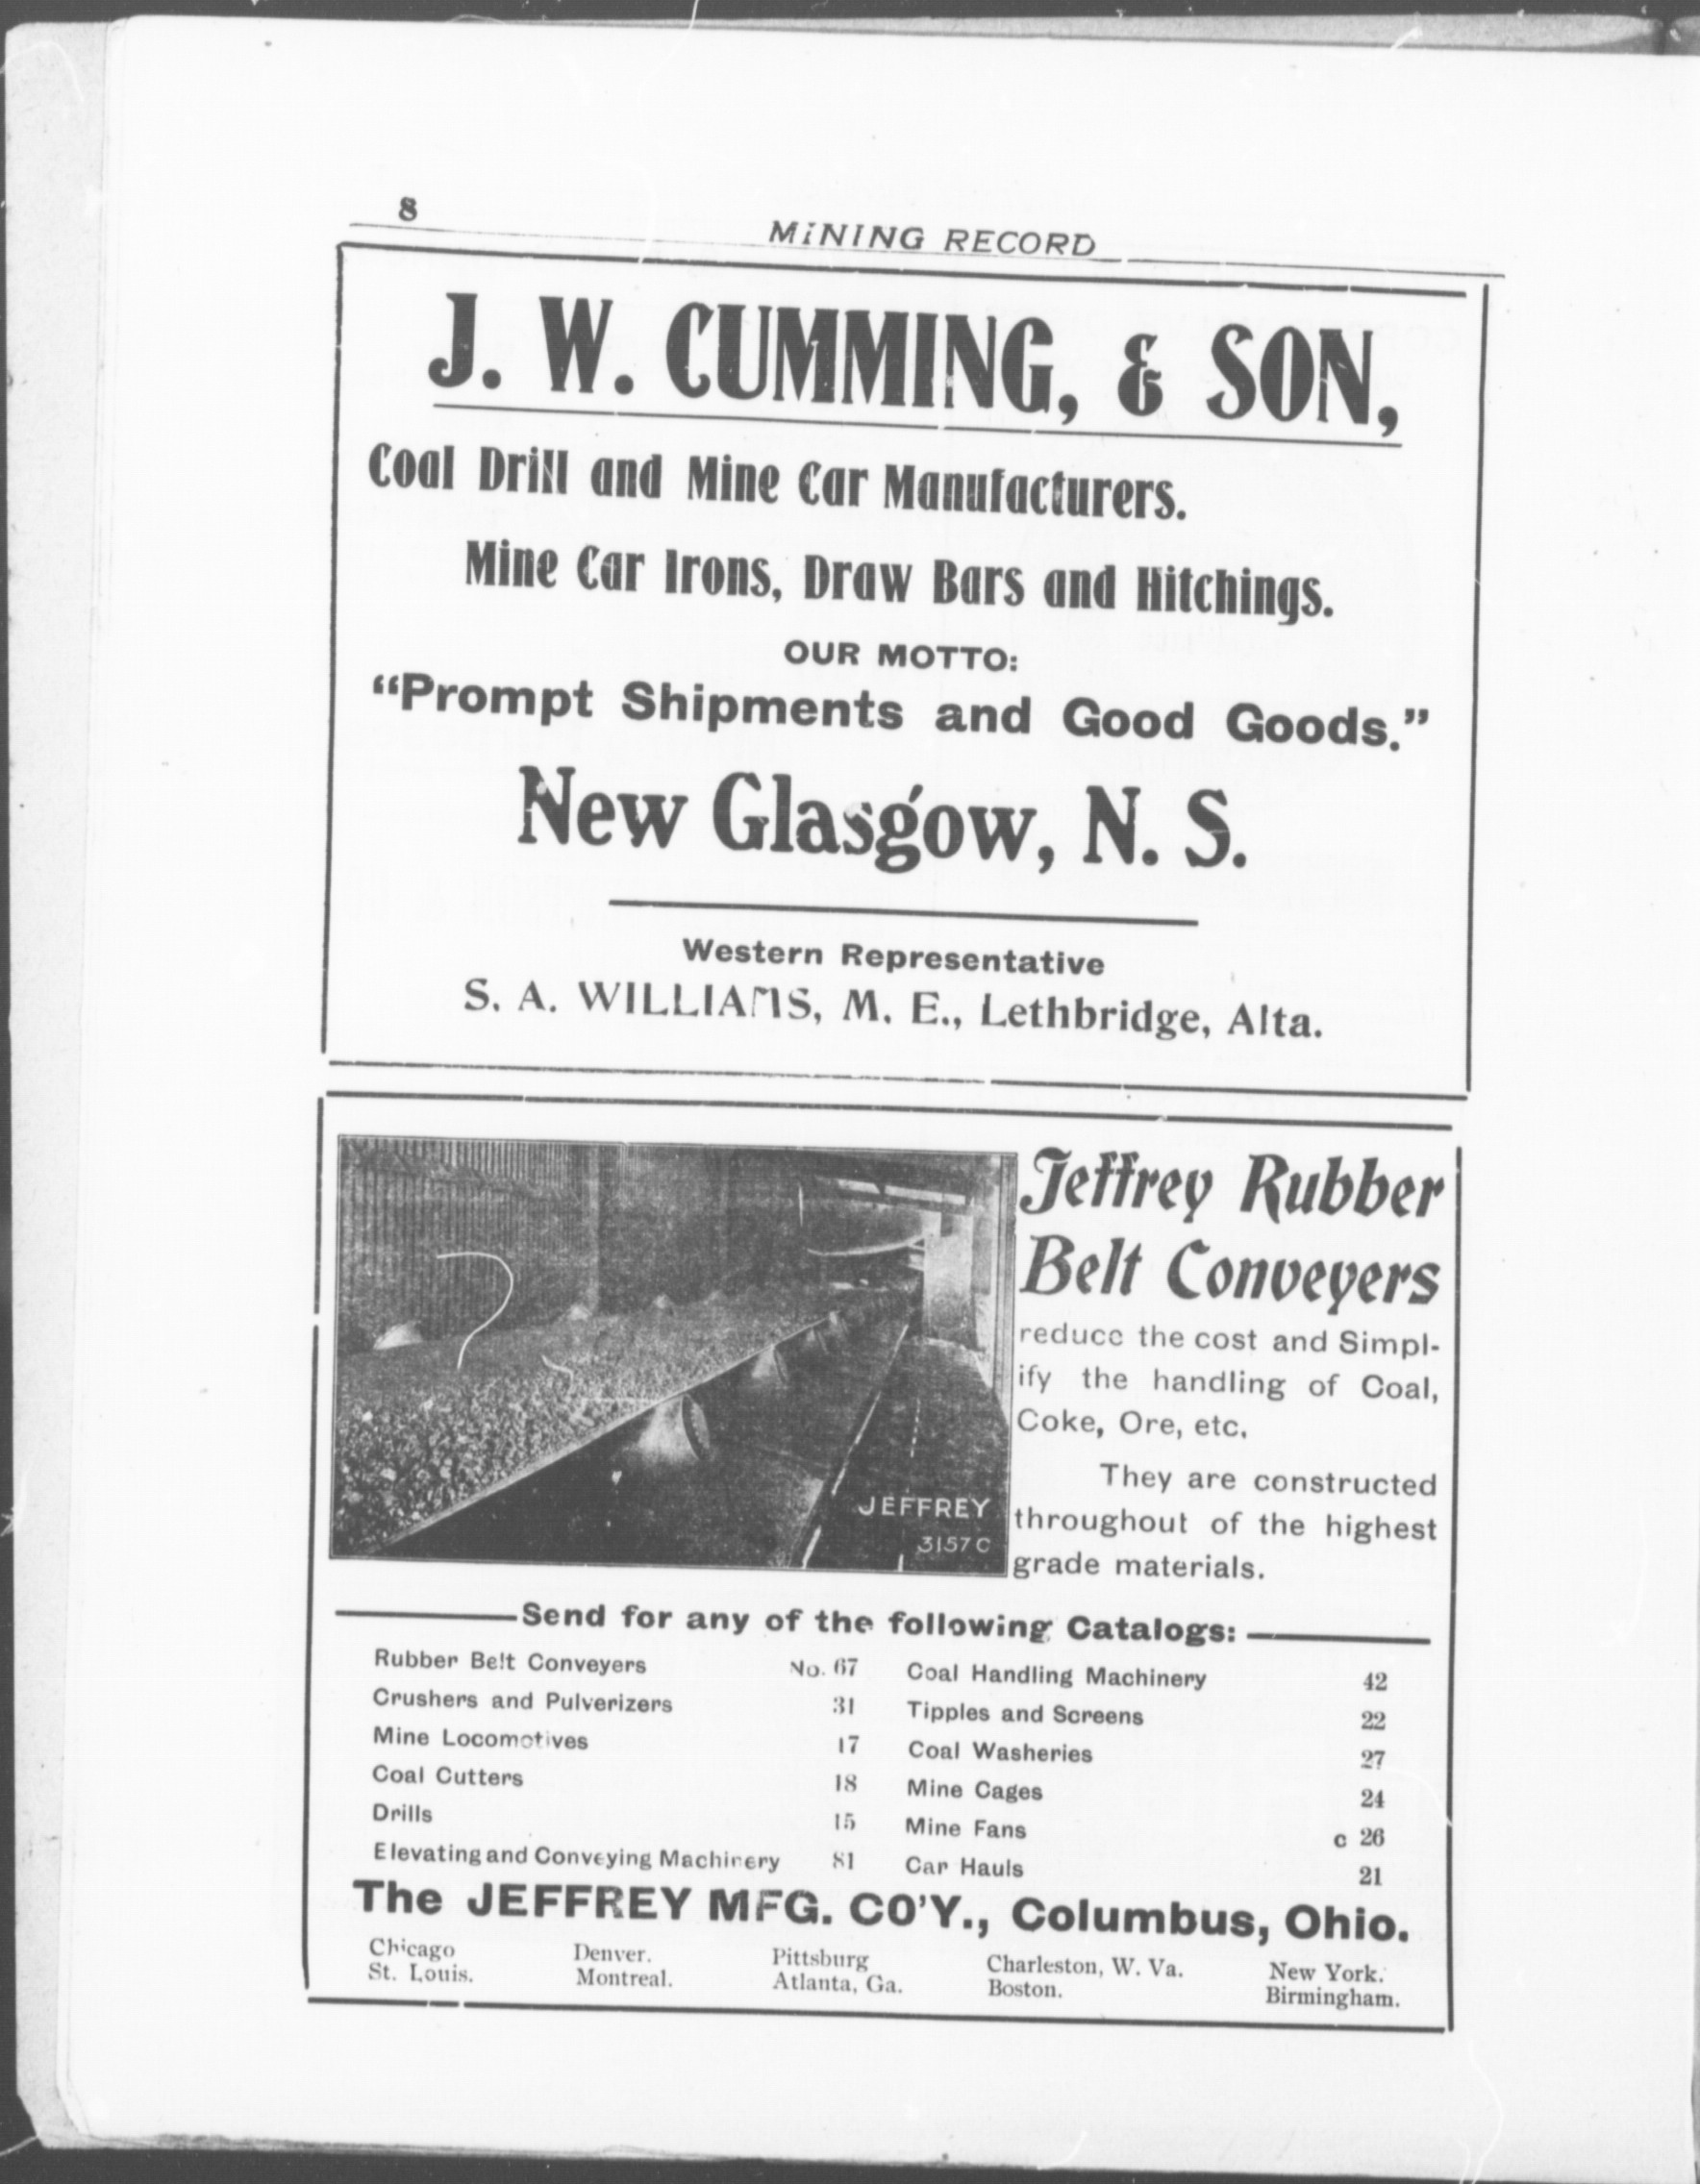 8
MINING RECORD
J. W. CUMMING, & SON,
Coal Drill and Mine Car Manufacturers.
Mine Car Irons, Draw Bars and Hitchings.
OUR MOTTO:
“Prompt Shipments and Good Goods.”
New Glasgow, N. S.
Western Representative
S. A. WILLIAMS, M. E., Lethbridge, Alta.
Jeffrey Rubber
Belt Conveyers
reduce the cost and Simpl-
ify the handling of Coal,
Coke, Ore, etc.
They are constructed
throughout of the highest
grade materials.
JEFFREY
3157 C
Send for any of the following Catalogs:
Rubber Belt Conveyers No. 67
Crushers and Pulverizers 31
Mine Locomotives 17
Coal Cutters 18
Drills 15
Elevating and Conveying Machinery 81
Coal Handling Machinery 42
Tipples and Screens 22
Coal Washeries 27
Mine Cages 24
Mine Fans c 26
Car Hauls 21
The JEFFREY MFG. CO'Y., Columbus, Ohio.
Chicago Denver. Pittsburg Charleston, W. Va. New York.
St. Louis. Montreal. Atlanta, Ga. Boston. Birmingham.